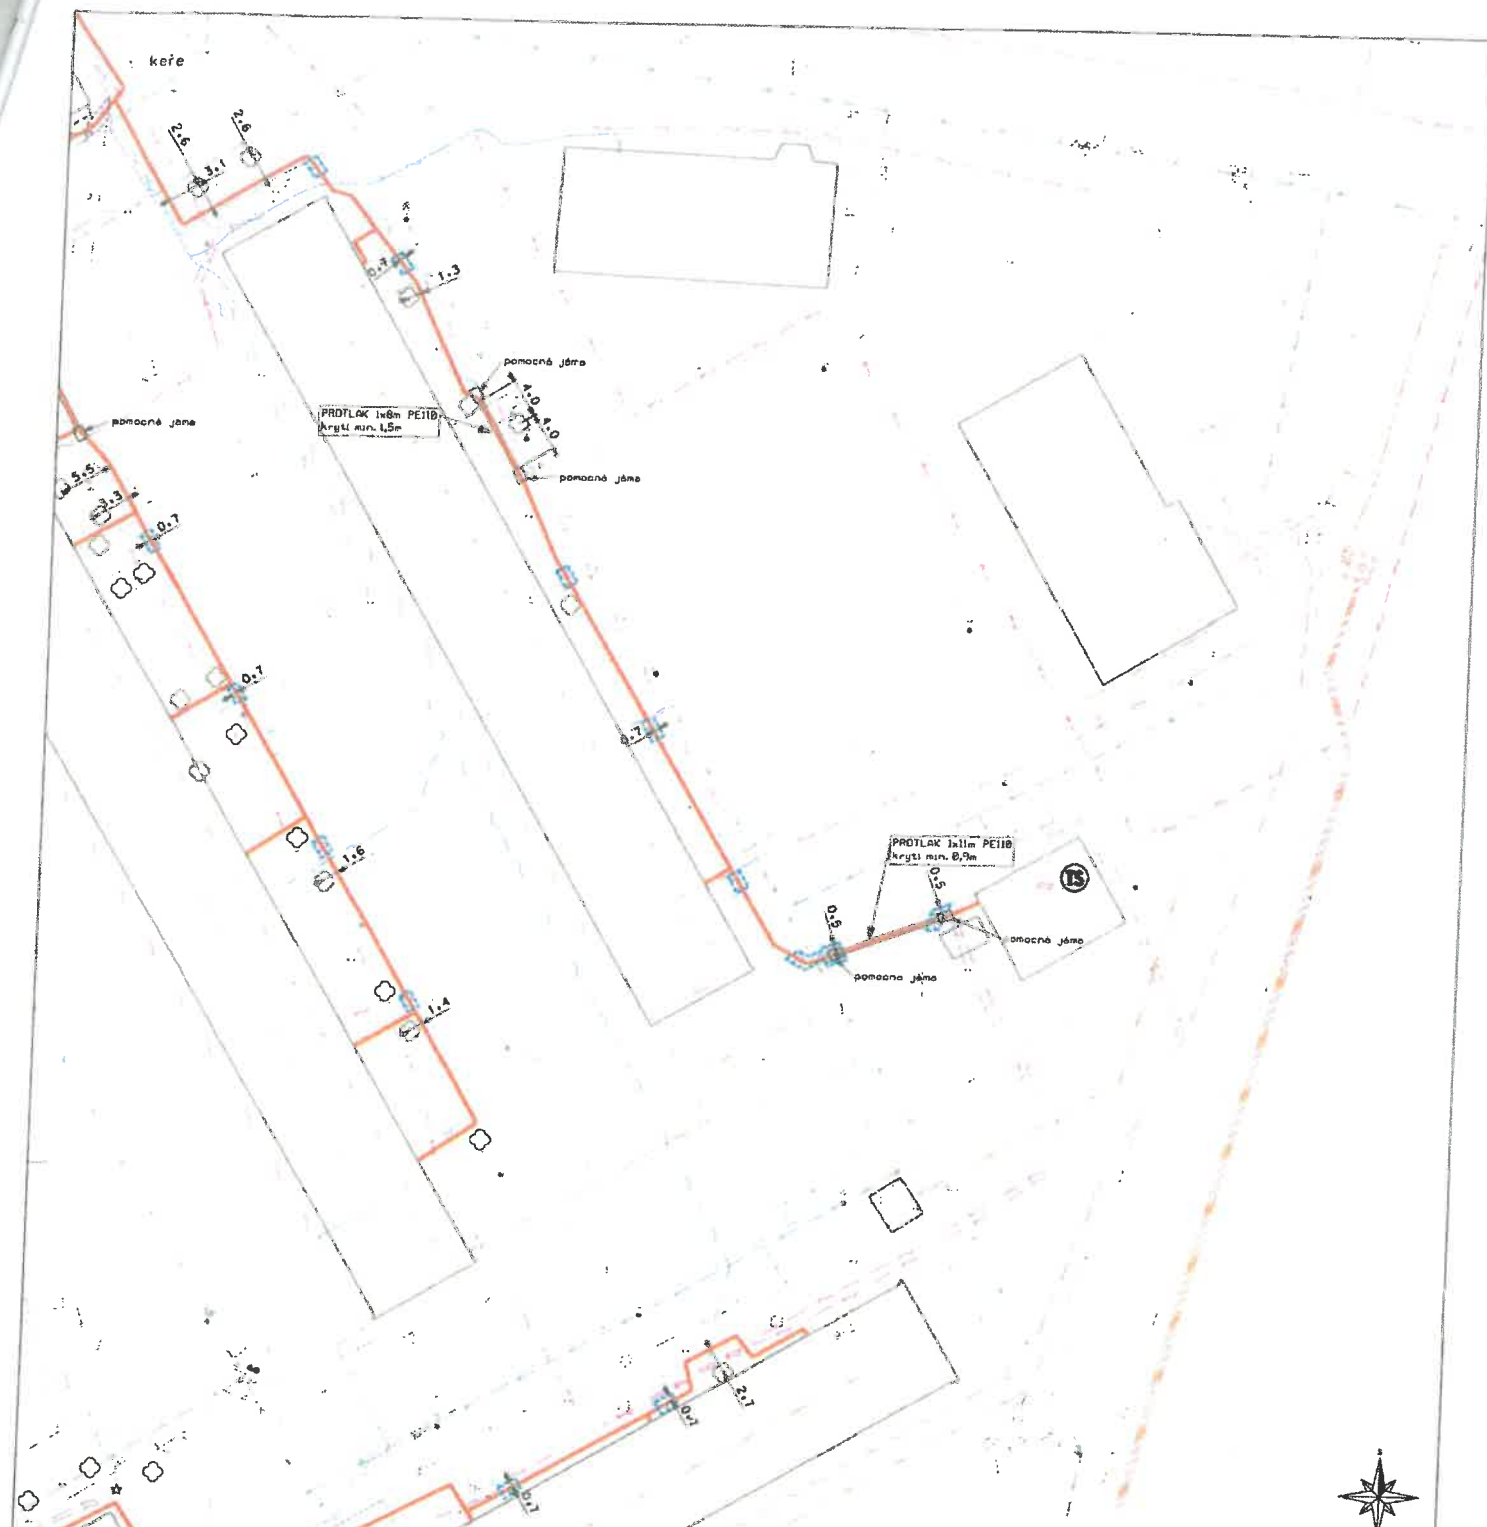 keře
2,6
2,6
3,1
0,7
1,3
pomocná jáma
4,0
4,0
PROTLAK 1x8m PE110
krytí min. 1,5m
pomocná jáma
pomocná jáma
5,5
3,3
0,7
0,7
0,7
PROTLAK 1x11m PE110
krytí min. 0,9m
TS
1,6
0,5
0,5
pomocná jáma
pomocná jáma
1,4
2,7
0,7
0,7
S